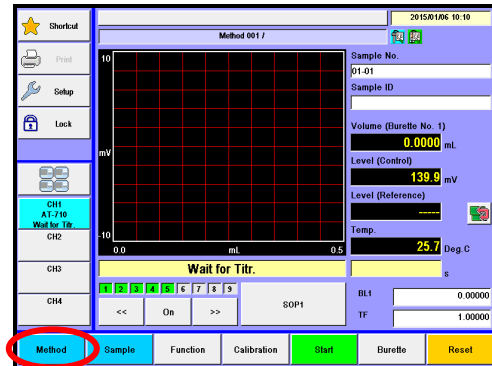 2015/01/06 10:10
Shortcut
Method 001 /
Print
Setup
Lock
10
mV
-10
0.0
mL
0.5
Sample No.
01-01
Sample ID
Volume (Burette No. 1)
0.0000 mL
Level (Control)
139.9 mV
Level (Reference)
----- 
Temp.
25.7 Deg.C
s
CH1
AT-710
Wait for Titr.
CH2
CH3
CH4
Wait for Titr.
1 2 3 4 5 6 7 8 9
<< On >>
SOP1
BL1 0.00000
TF 1.00000
Method Sample Function Calibration Start Burette Reset